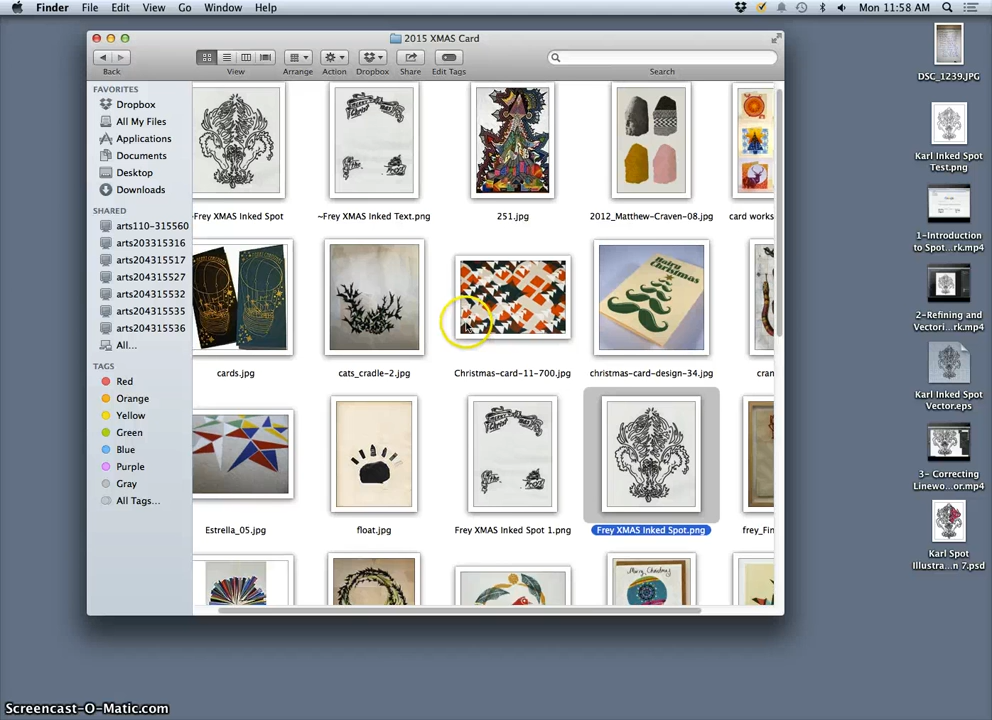 Finder File Edit View Go Window Help
Mon 11:58 AM
2015 XMAS Card
Back View Arrange Action Dropbox Share Edit Tags Search
FAVORITES
Dropbox
All My Files
Applications
Documents
Desktop
Downloads
SHARED
arts110-315560
arts203315316
arts204315517
arts204315527
arts204315532
arts204315535
arts204315536
All...
TAGS
Red
Orange
Yellow
Green
Blue
Purple
Gray
All Tags...
~Frey XMAS Inked Spot
~Frey XMAS Inked Text.png
251.jpg
2012_Matthew-Craven-08.jpg
card works
Hairy
Christmas
cards.jpg
cats_cradle-2.jpg
Christmas-card-11-700.jpg
christmas-card-design-34.jpg
cran
Estrella_05.jpg
float.jpg
Frey XMAS Inked Spot 1.png
Frey XMAS Inked Spot.png
frey_Fin
Merry Christmas
DSC_1239.JPG
Karl Inked Spot
Test.png
1-Introduction
to Spot...rk.mp4
2-Refining and
Vectori...rk.mp4
Karl Inked Spot
Vector.eps
3- Correcting
Linewo...or.mp4
Karl Spot
Illustra...n 7.psd
Screencast-O-Matic.com